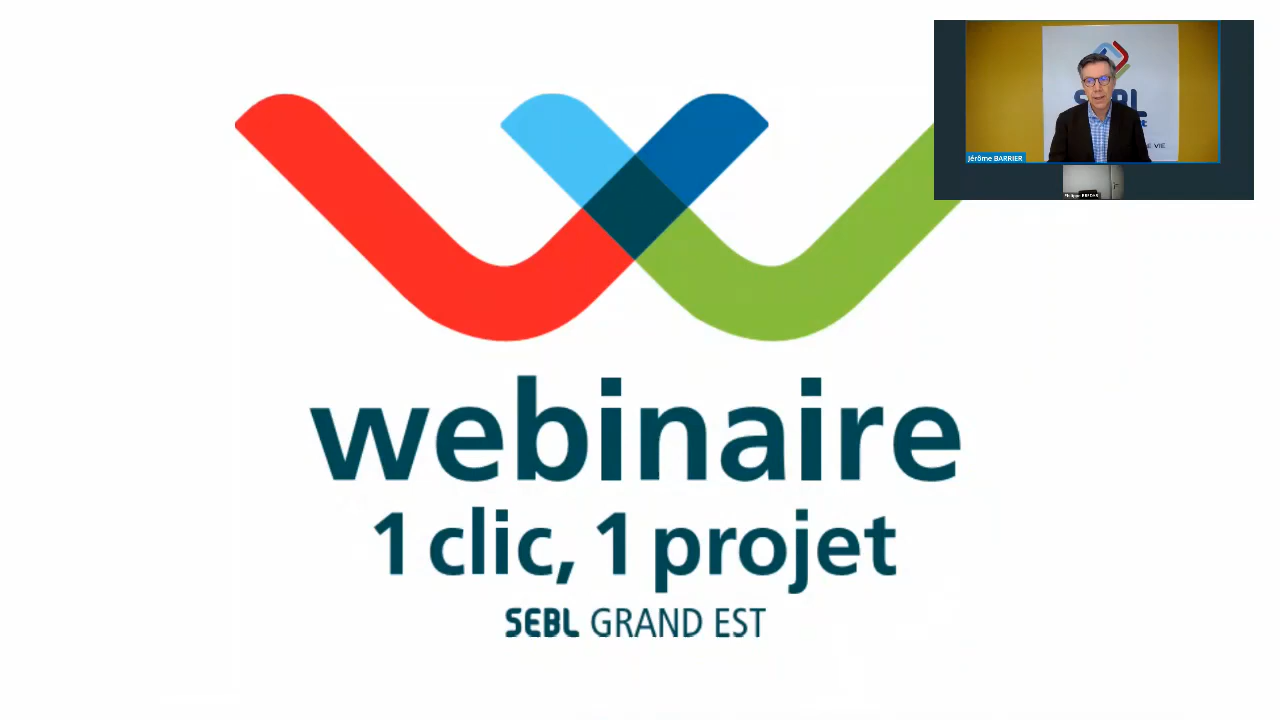 webinaire
1 clic, 1 projet
SEBL GRAND EST
Jérôme BARRIER